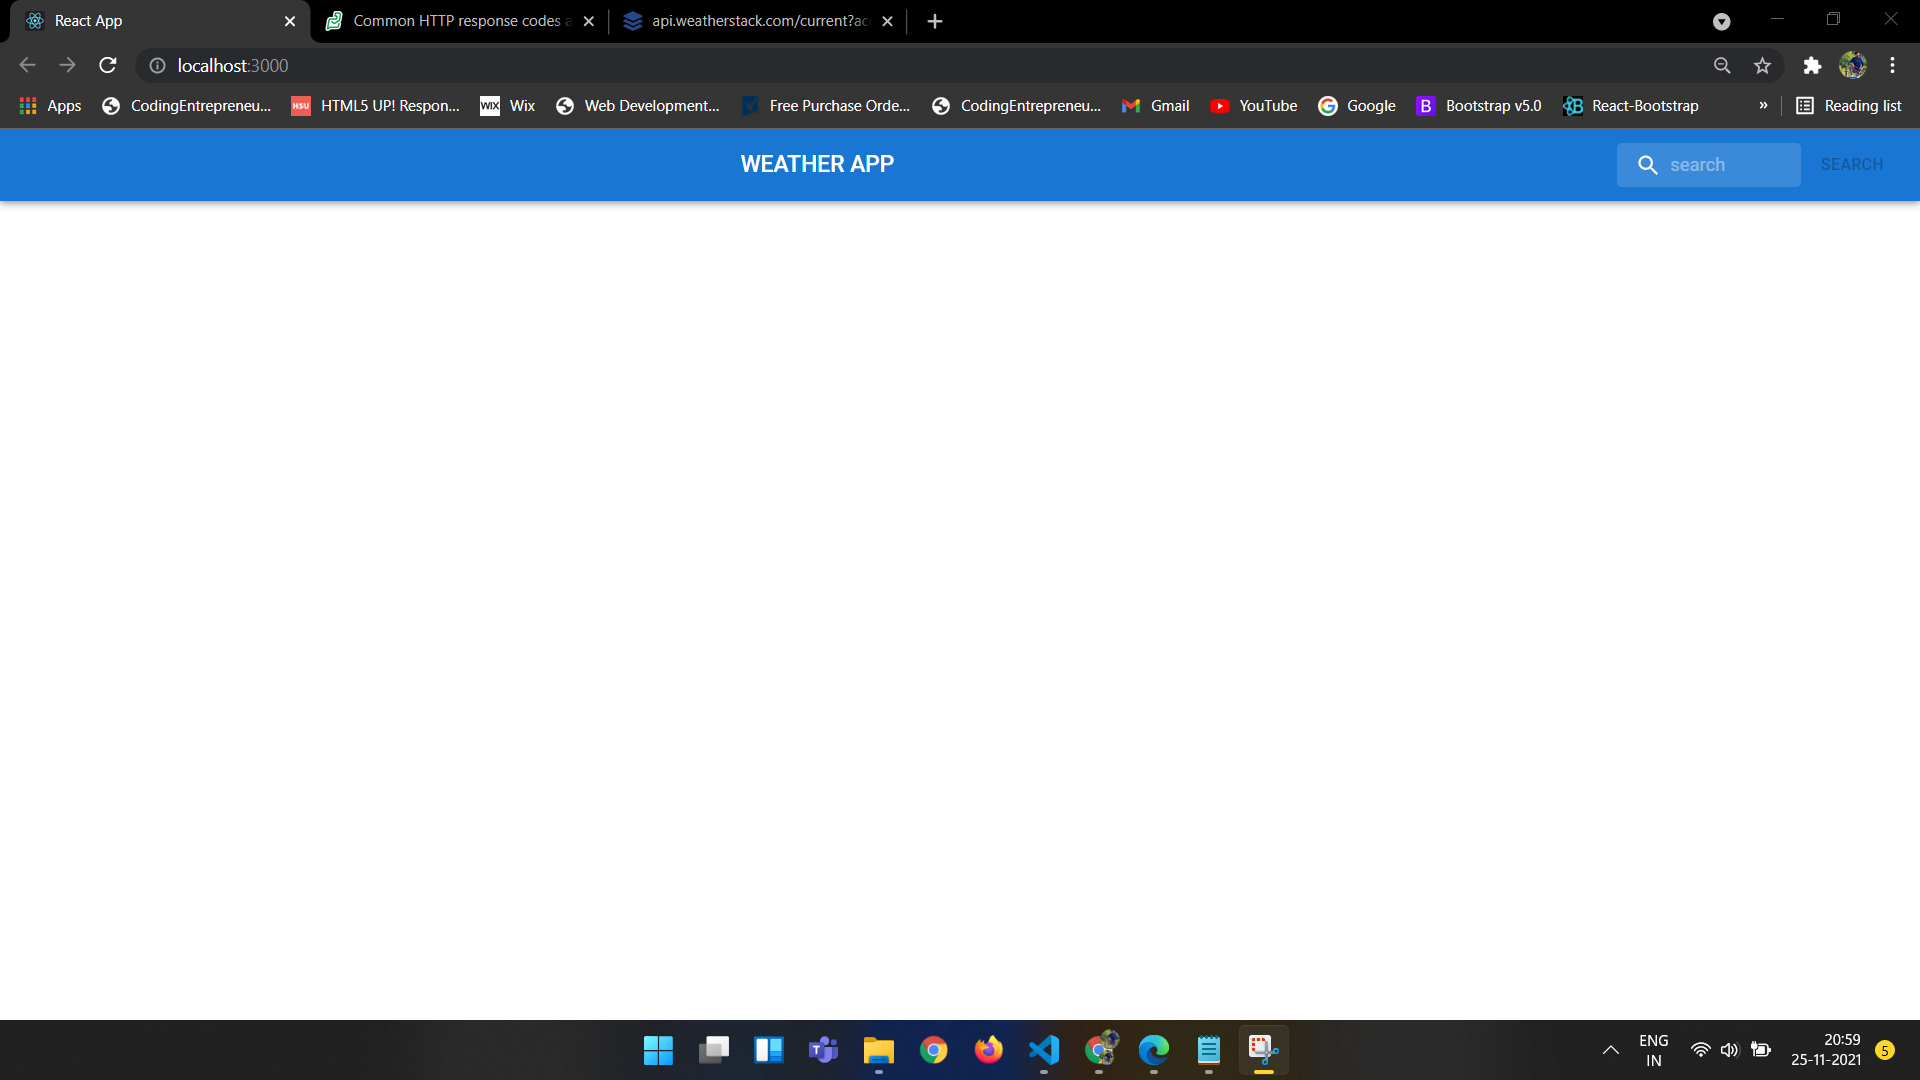 React App
Common HTTP response codes a
api.weatherstack.com/current?ac
localhost:3000
Apps
CodingEntrepreneu...
HSU
HTML5 UP! Respon...
WIX
Wix
Web Development...
Free Purchase Orde...
CodingEntrepreneu...
Gmail
YouTube
Google
B
Bootstrap v5.0
B
React-Bootstrap
»
Reading list
WEATHER APP
search
SEARCH
T
ENG
IN
20:59
25-11-2021
5